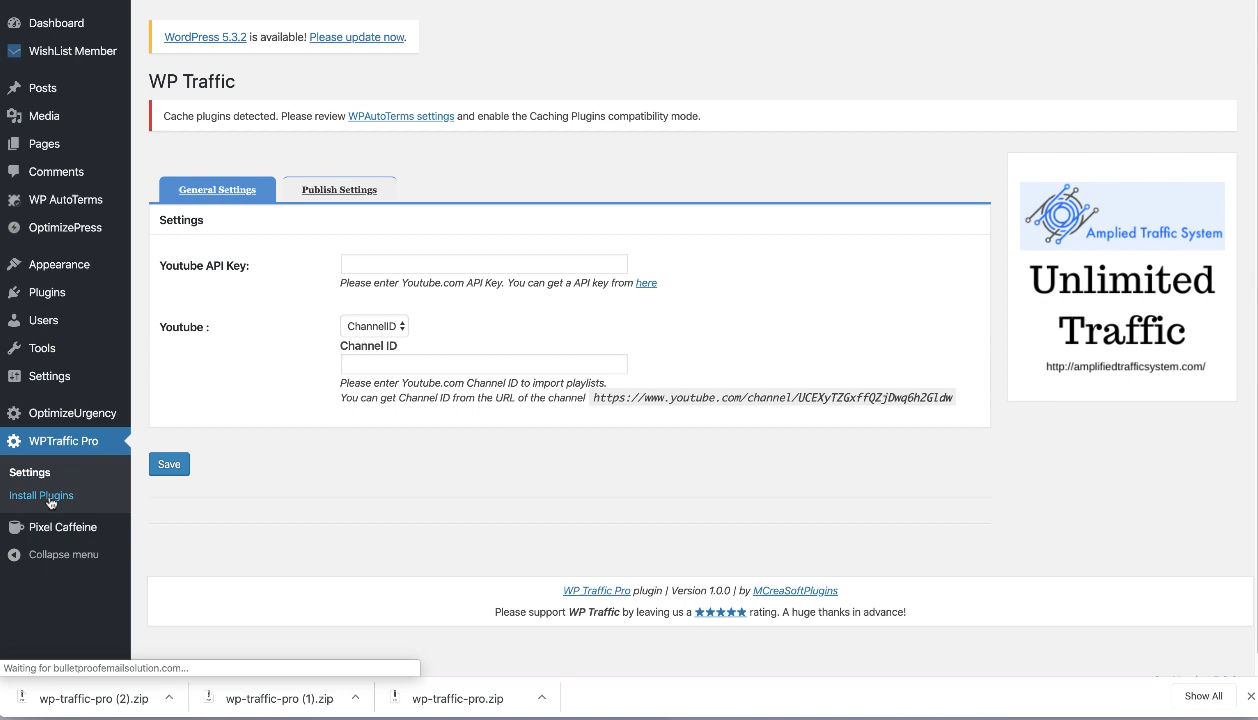 Dashboard
WishList Member
Posts
Media
Pages
Comments
WP AutoTerms
OptimizePress
Appearance
Plugins
Users
Tools
Settings
OptimizeUrgency
WPTraffic Pro
Settings
Install Plugins
Pixel Caffeine
Collapse menu
WordPress 5.3.2 is available! Please update now.
WP Traffic
Cache plugins detected. Please review WPAutoTerms settings and enable the Caching Plugins compatibility mode.
General Settings
Publish Settings
Settings
Youtube API Key:
Please enter Youtube.com API Key. You can get a API key from here
Youtube :
ChannelID
Channel ID
Please enter Youtube.com Channel ID to import playlists.
You can get Channel ID from the URL of the channel https://www.youtube.com/channel/UCEXyTZGxffQZjDwq6h2Gldw
Save
Amplied Traffic System
Unlimited
Traffic
http://amplifiedtrafficsystem.com/
WP Traffic Pro plugin | Version 1.0.0 | by MCreaSoftPlugins
Please support WP Traffic by leaving us a ★★★★★ rating. A huge thanks in advance!
Waiting for bulletproofemailsolution.com...
wp-traffic-pro (2).zip
wp-traffic-pro (1).zip
wp-traffic-pro.zip
Show All